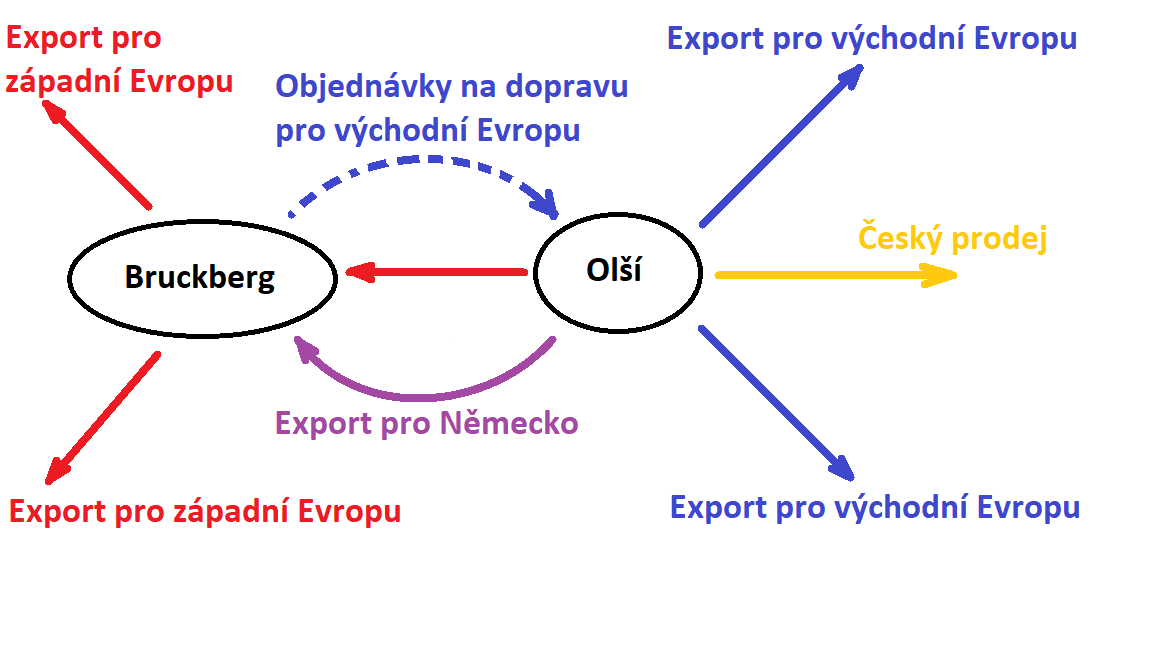 Export pro
západní Evropu
Objednávky na dopravu
pro východní Evropu
Export pro východní Evropu
Český prodej
Bruckberg
Olší
Export pro Německo
Export pro západní Evropu
Export pro východní Evropu